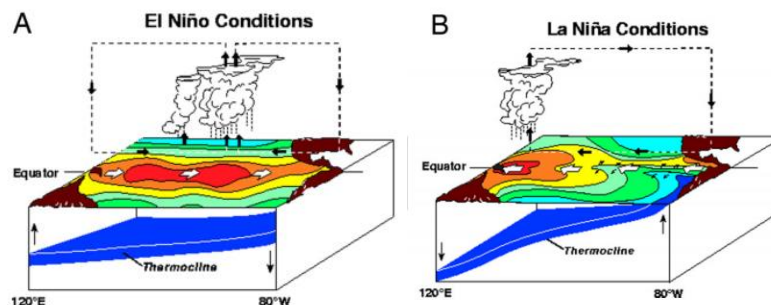 A
El Niño Conditions
Equator
Thermocline
120°E
80°W
B
La Niña Conditions
Equator
Thermocline
120°E
80°W